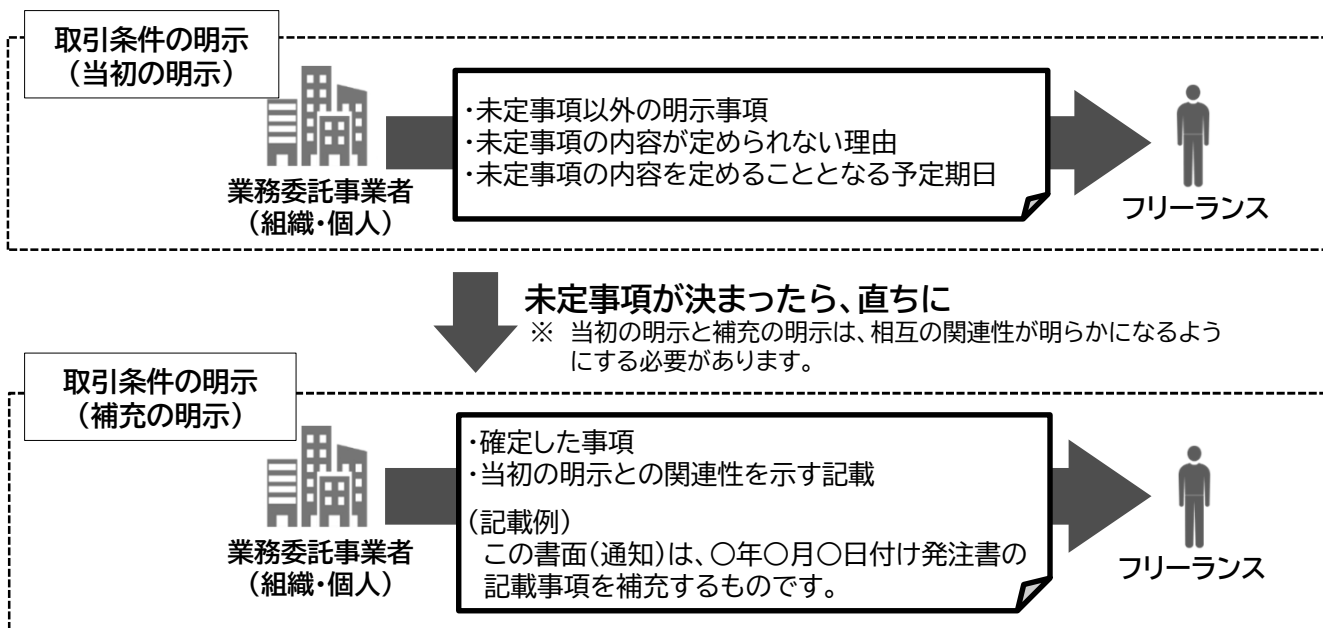 取引条件の明示
(当初の明示)
業務委託事業者
(組織・個人)
・未定事項以外の明示事項
・未定事項の内容が定められない理由
・未定事項の内容を定めることとなる予定期日
フリーランス
未定事項が決まったら、直ちに
※ 当初の明示と補充の明示は、相互の関連性が明らかになるよう
にする必要があります。
取引条件の明示
(補充の明示)
業務委託事業者
(組織・個人)
・確定した事項
・当初の明示との関連性を示す記載
(記載例)
この書面(通知)は、〇年〇月〇日付け発注書の
記載事項を補充するものです。
フリーランス